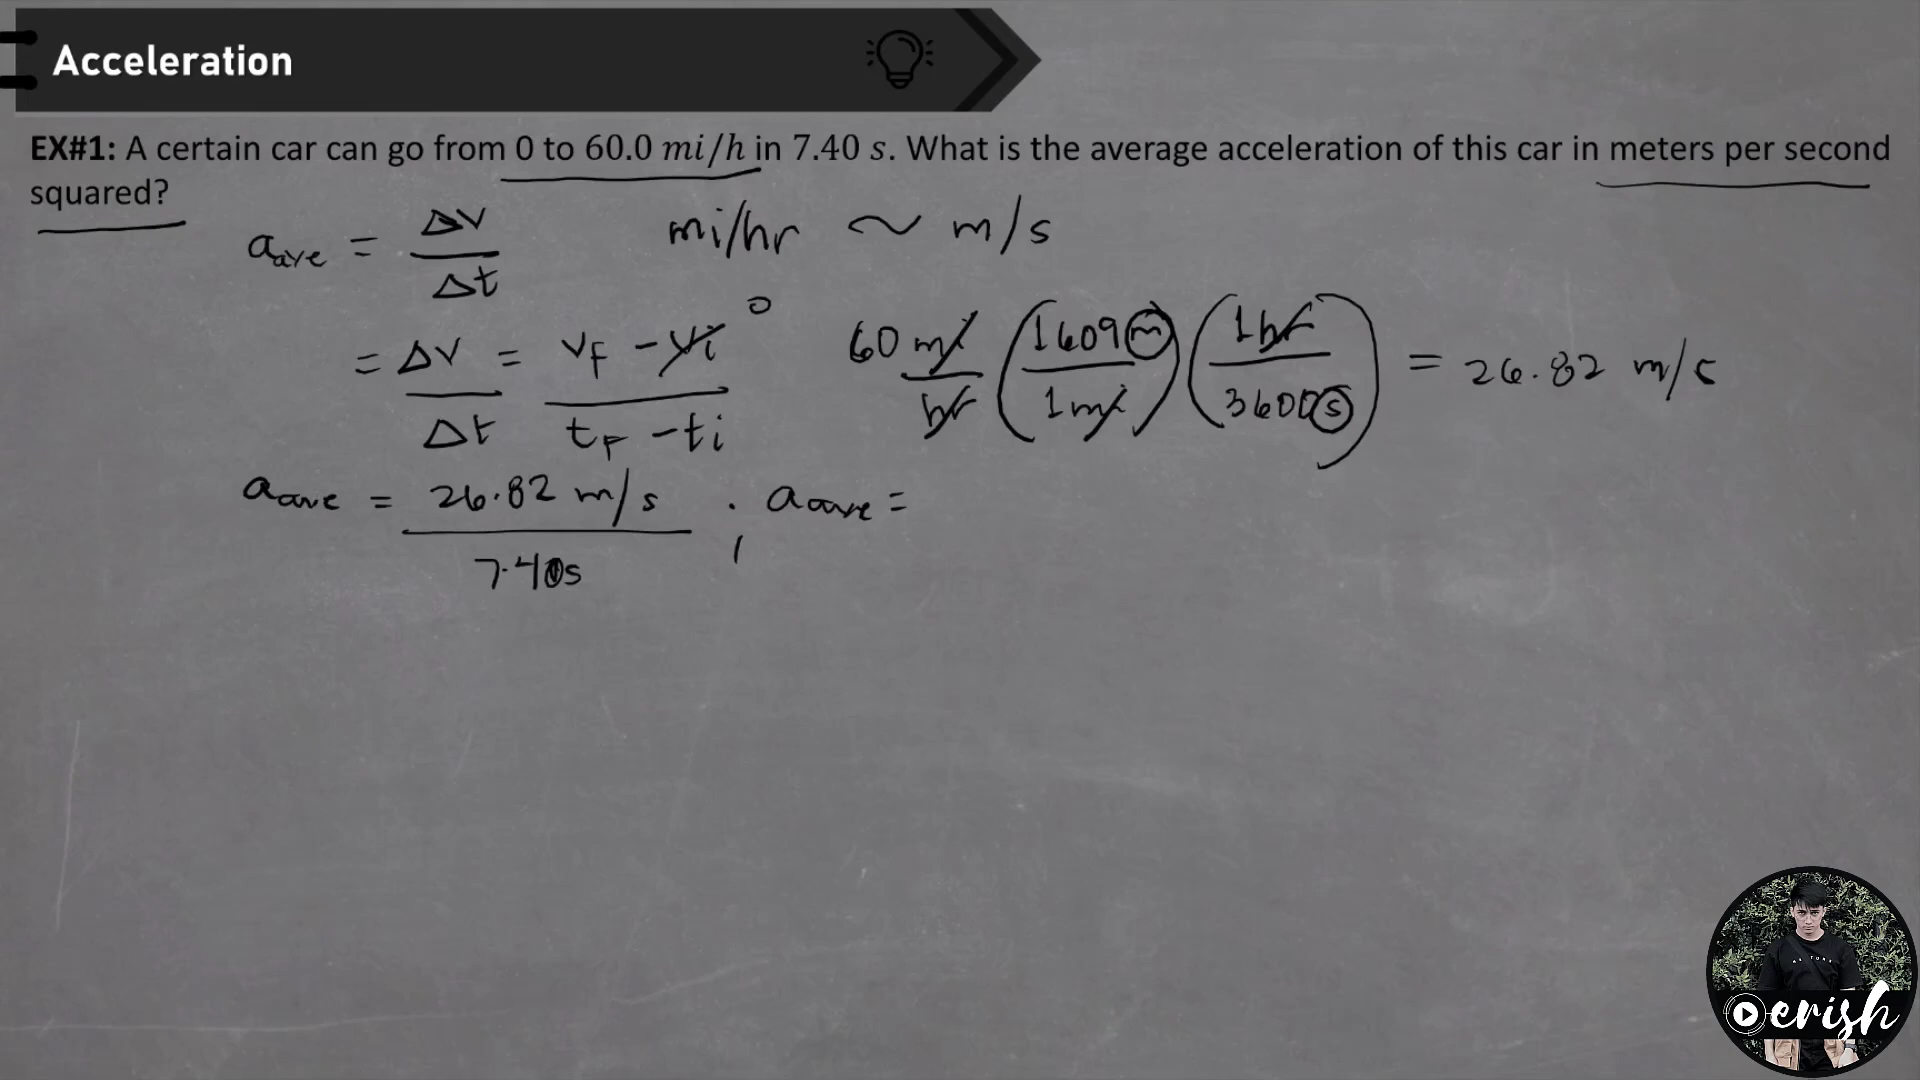 Acceleration
EX#1: A certain car can go from 0 to 60.0 mi/h in 7.40 s. What is the average acceleration of this car in meters per second
squared?
a_ave = Δv/Δt
mi/hr ~ m/s
= Δv/Δt = (vF - vi)/(tF - ti) 0
60 mi/hr (1609 m/1 mi) (1 hr/3600 s) = 26.82 m/s
a_ave = 26.82 m/s / 7.40s ; a_ave =
erish